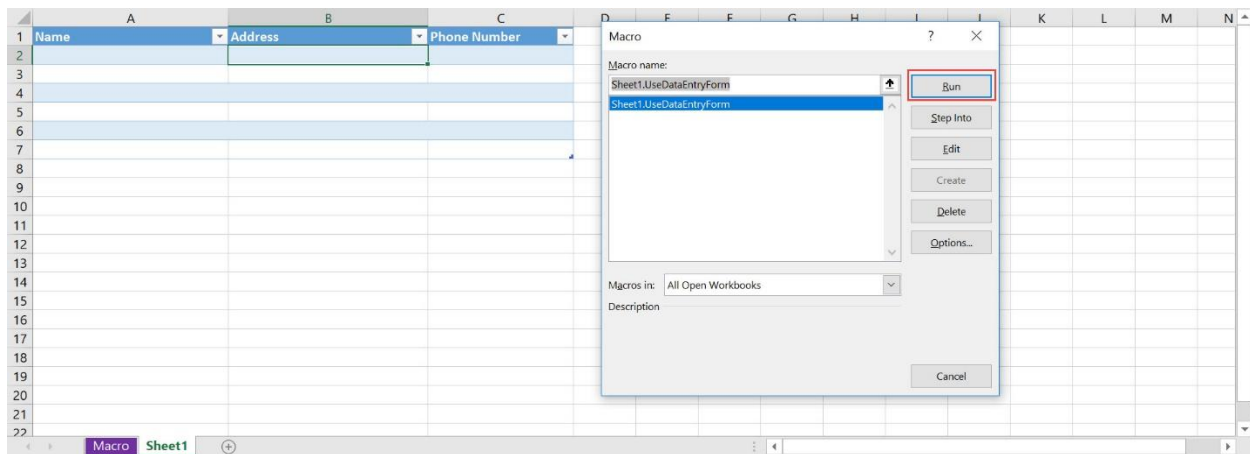 A B C D E F G H I J K L M N
1 Name Address Phone Number
2
3
4
5
6
7
8
9
10
11
12
13
14
15
16
17
18
19
20
21
22
Macro ?
Macro name:
Sheet1.UseDataEntryForm
Sheet1.UseDataEntryForm
Run
Step Into
Edit
Create
Delete
Options...
Macros in: All Open Workbooks
Description
Cancel
Macro Sheet1